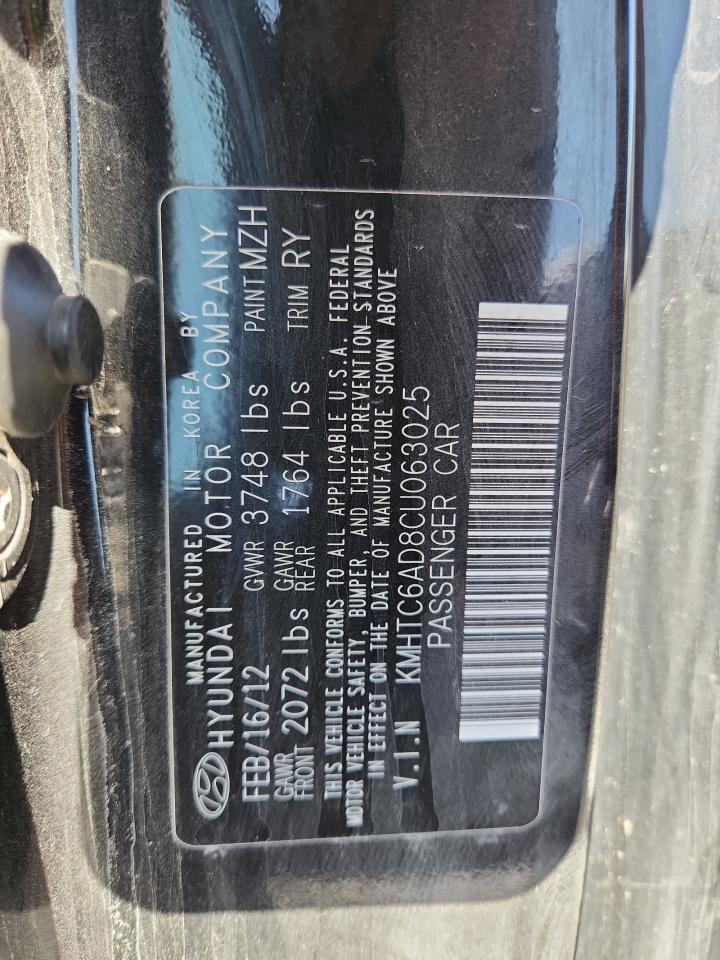 MANUFACTURED IN KOREA BY
HYUNDAI MOTOR COMPANY
FEB/16/12 GVWR 3748 lbs PAINT MZH
GAWR FRONT 2072 lbs GAWR REAR 1764 lbs TRIM RY
THIS VEHICLE CONFORMS TO ALL APPLICABLE U.S.A. FEDERAL
MOTOR VEHICLE SAFETY, BUMPER, AND THEFT PREVENTION STANDARDS
IN EFFECT ON THE DATE OF MANUFACTURE SHOWN ABOVE
V.I.N KMHTC6AD8CU063025
PASSENGER CAR